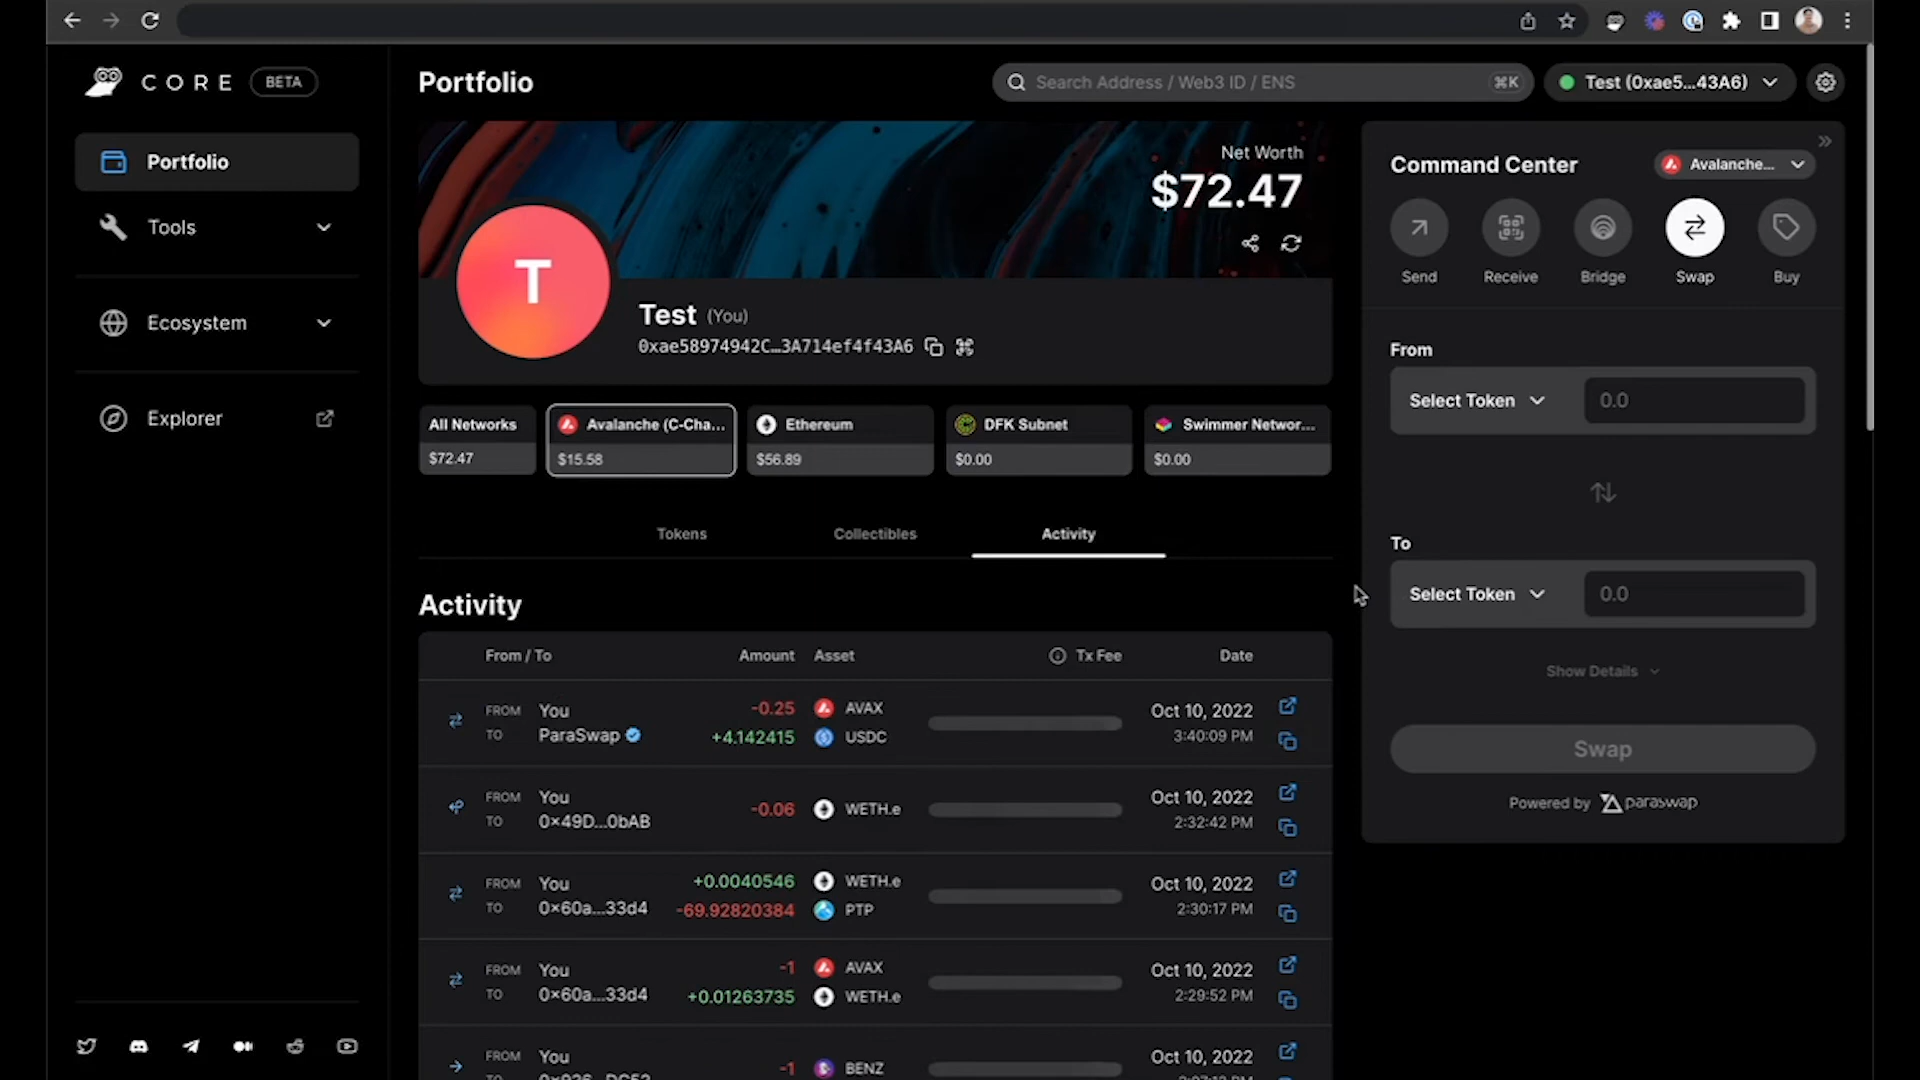 CORE BETA
Portfolio
Tools
Ecosystem
Explorer
Portfolio
Search Address / Web3 ID / ENS ⌘K
Test (0xae5...43A6)
Net Worth
$72.47
T
Test (You)
0xae58974942C…3A714ef4f43A6
All Networks
$72.47
Avalanche (C-Cha...
$15.58
Ethereum
$56.89
DFK Subnet
$0.00
Swimmer Networ...
$0.00
Tokens
Collectibles
Activity
Activity
From / To Amount Asset Tx Fee Date
FROM You -0.25 AVAX Oct 10, 2022
TO ParaSwap +4.142415 USDC 3:40:09 PM
FROM You -0.06 WETH.e Oct 10, 2022
TO 0x49D...0bAB 2:32:42 PM
FROM You +0.0040546 WETH.e Oct 10, 2022
TO 0x60a...33d4 -69.92820384 PTP 2:30:17 PM
FROM You -1 AVAX Oct 10, 2022
TO 0x60a...33d4 +0.01263735 WETH.e 2:29:52 PM
FROM You -1 BENZ Oct 10, 2022
Command Center
Avalanche...
Send
Receive
Bridge
Swap
Buy
From
Select Token 0.0
To
Select Token 0.0
Show Details
Swap
Powered by paraswap